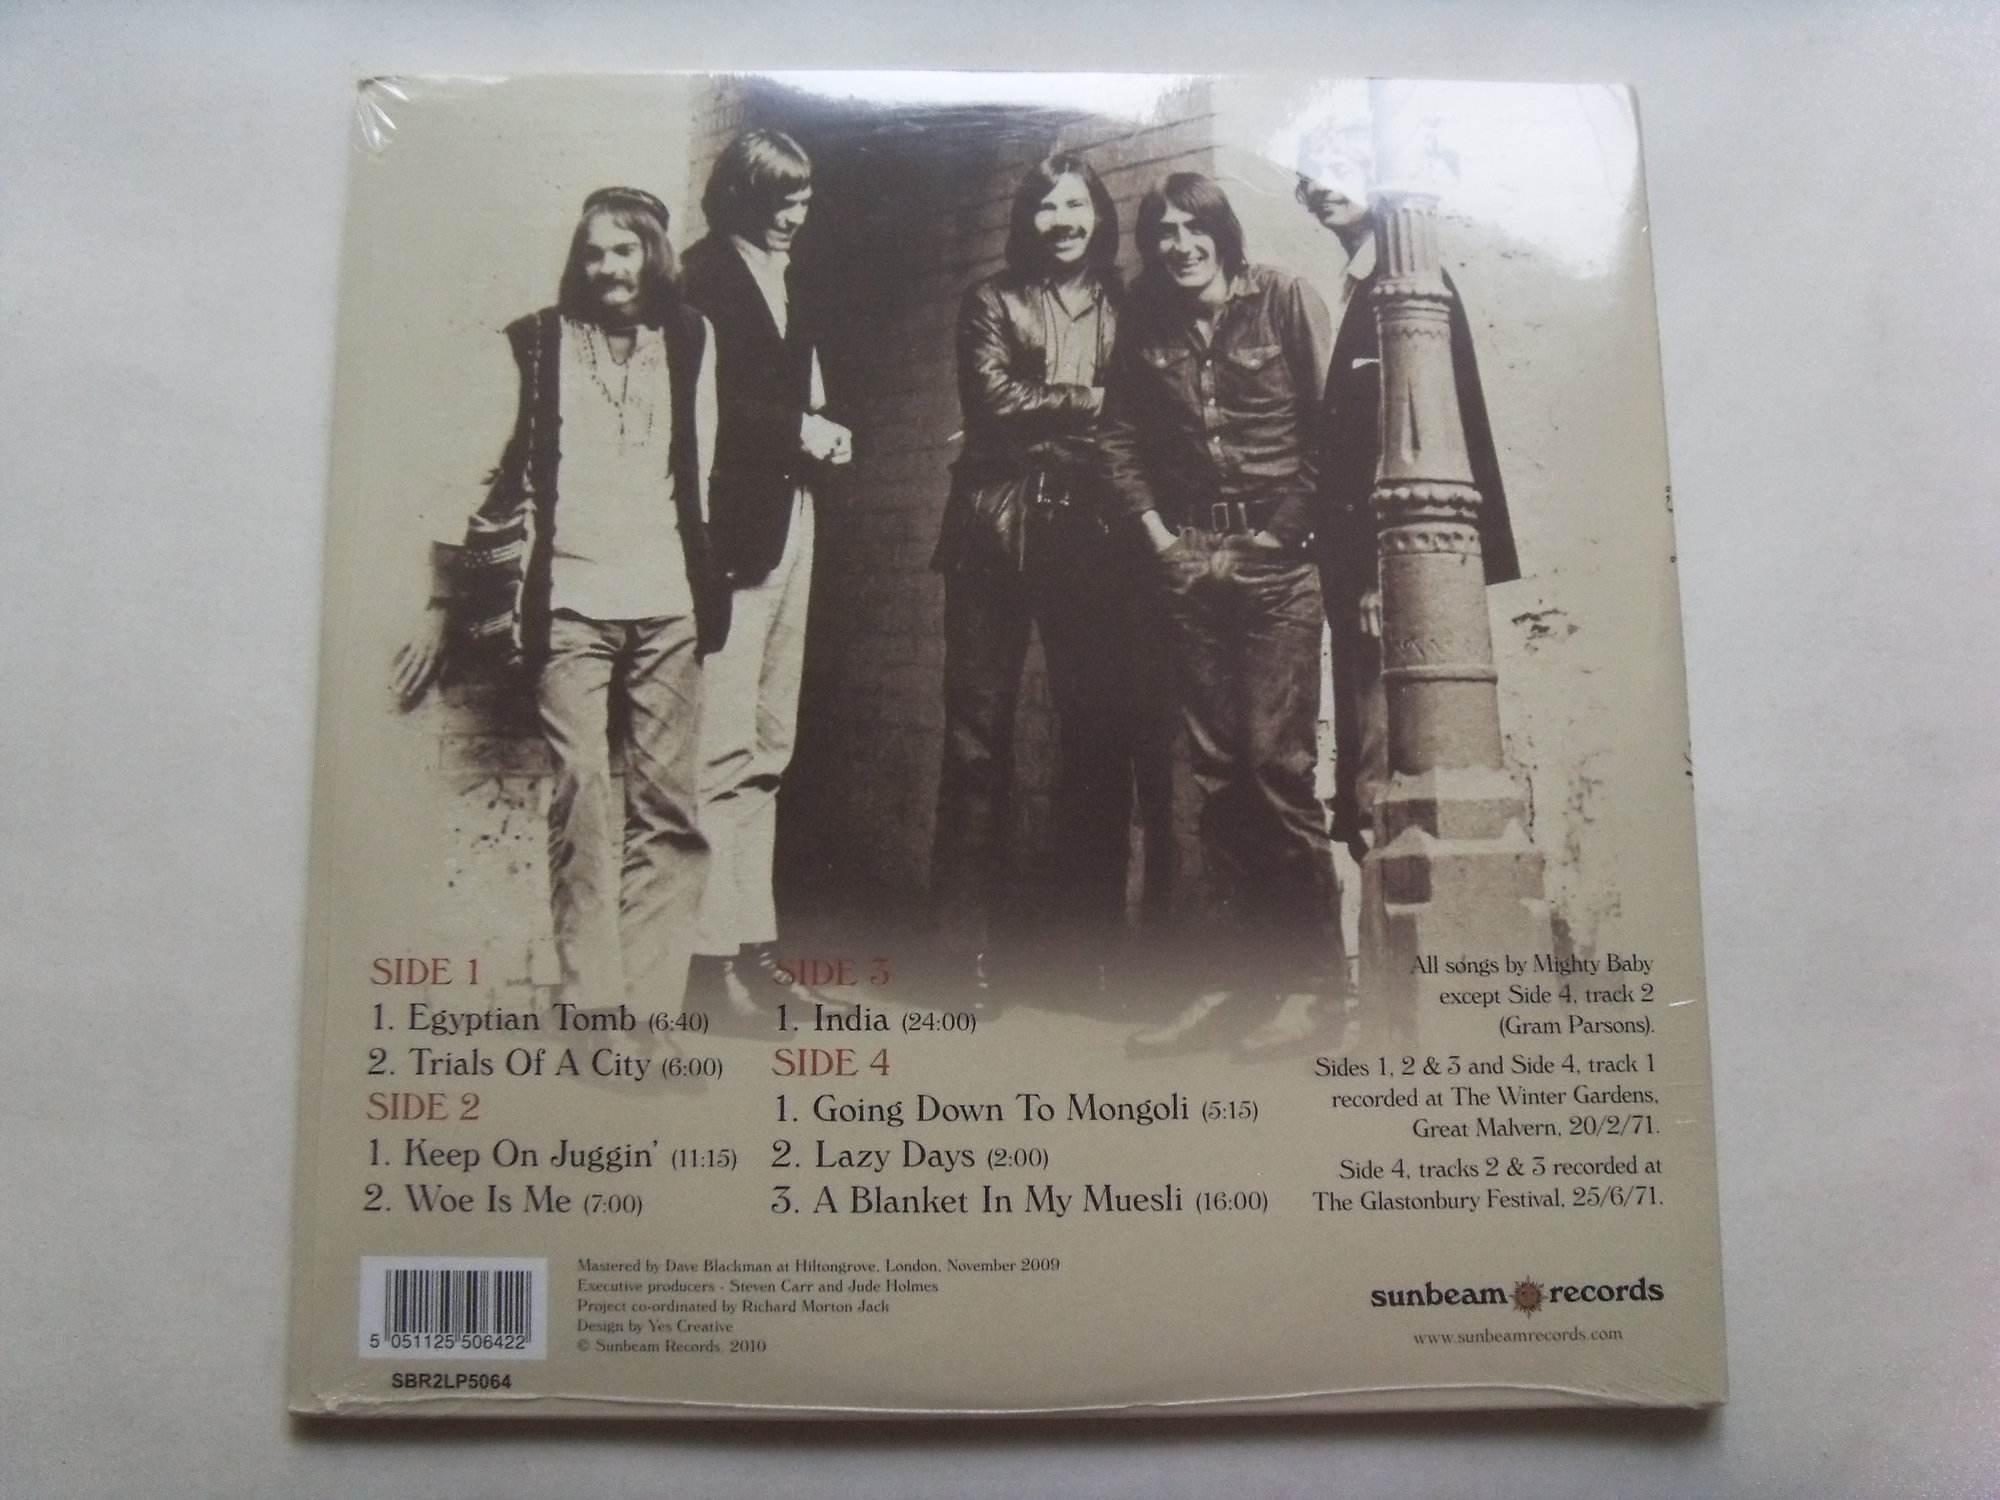 SIDE 1
1. Egyptian Tomb (6:40)
2. Trials Of A City (6:00)
SIDE 2
1. Keep On Juggin' (11:15)
2. Woe Is Me (7:00)
SIDE 3
1. India (24:00)
SIDE 4
1. Going Down To Mongoli (5:15)
2. Lazy Days (2:00)
3. A Blanket In My Muesli (16:00)
All songs by Mighty Baby
except Side 4, track 2
(Gram Parsons).
Sides 1, 2 & 3 and Side 4, track 1
recorded at The Winter Gardens,
Great Malvern, 20/2/71.
Side 4, tracks 2 & 3 recorded at
The Glastonbury Festival, 25/6/71.
5 051125 506422
SBR2LP5064
Mastered by Dave Blackman at Hiltongrove, London, November 2009
Executive producers - Steven Carr and Jude Holmes
Project co-ordinated by Richard Morton Jack
Design by Yes Creative
© Sunbeam Records, 2010
sunbeam records
www.sunbeamrecords.com